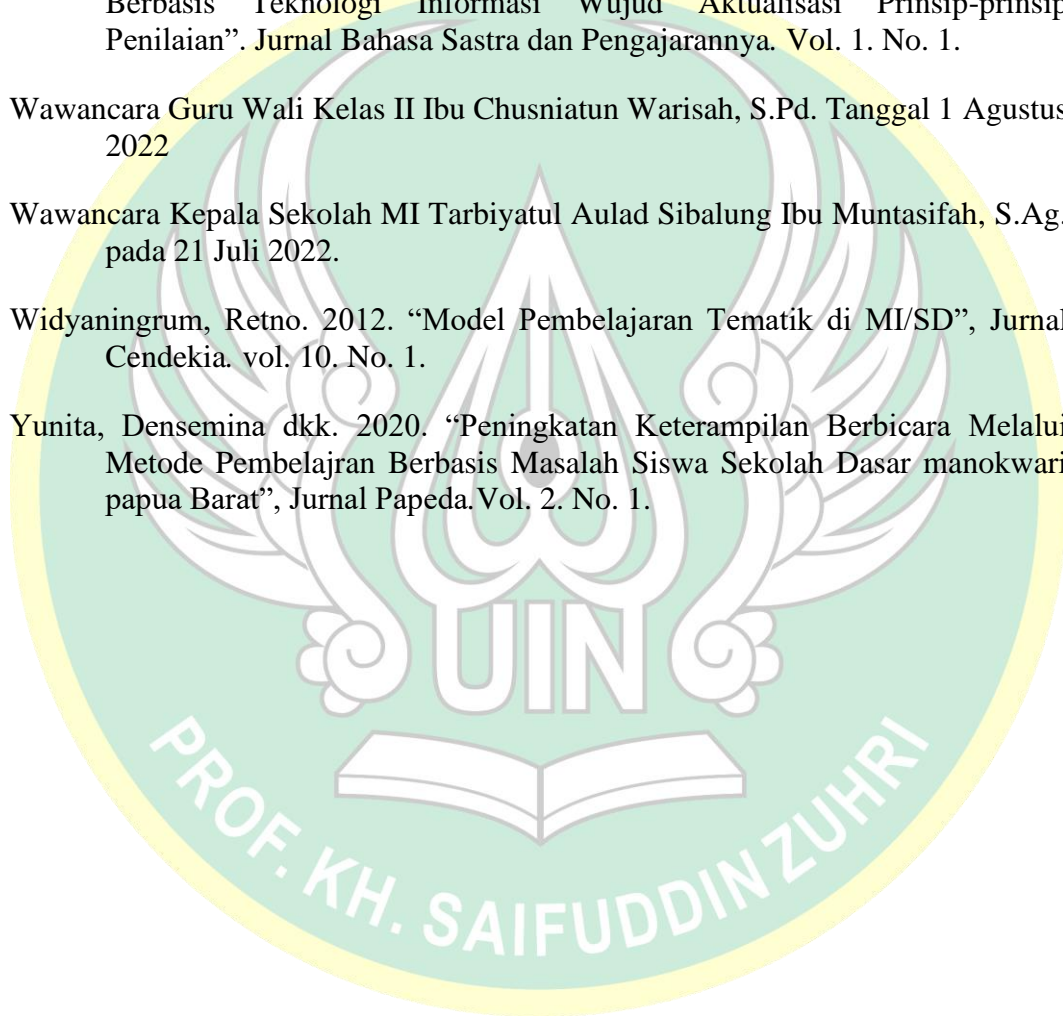 Berbasis Teknologi Informasi Wujud Aktualisasi Prinsip-prinsip
Penilaian”. Jurnal Bahasa Sastra dan Pengajarannya. Vol. 1. No. 1.
Wawancara Guru Wali Kelas II Ibu Chusniatun Warisah, S.Pd. Tanggal 1 Agustus
2022
Wawancara Kepala Sekolah MI Tarbiyatul Aulad Sibalung Ibu Muntasifah, S.Ag.
pada 21 Juli 2022.
Widyaningrum, Retno. 2012. “Model Pembelajaran Tematik di MI/SD”, Jurnal
Cendekia. vol. 10. No. 1.
Yunita, Densemina dkk. 2020. “Peningkatan Keterampilan Berbicara Melalui
Metode Pembelajran Berbasis Masalah Siswa Sekolah Dasar manokwari
papua Barat”, Jurnal Papeda.Vol. 2. No. 1.
UIN
PROF. KH. SAIFUDDIN ZUHRI